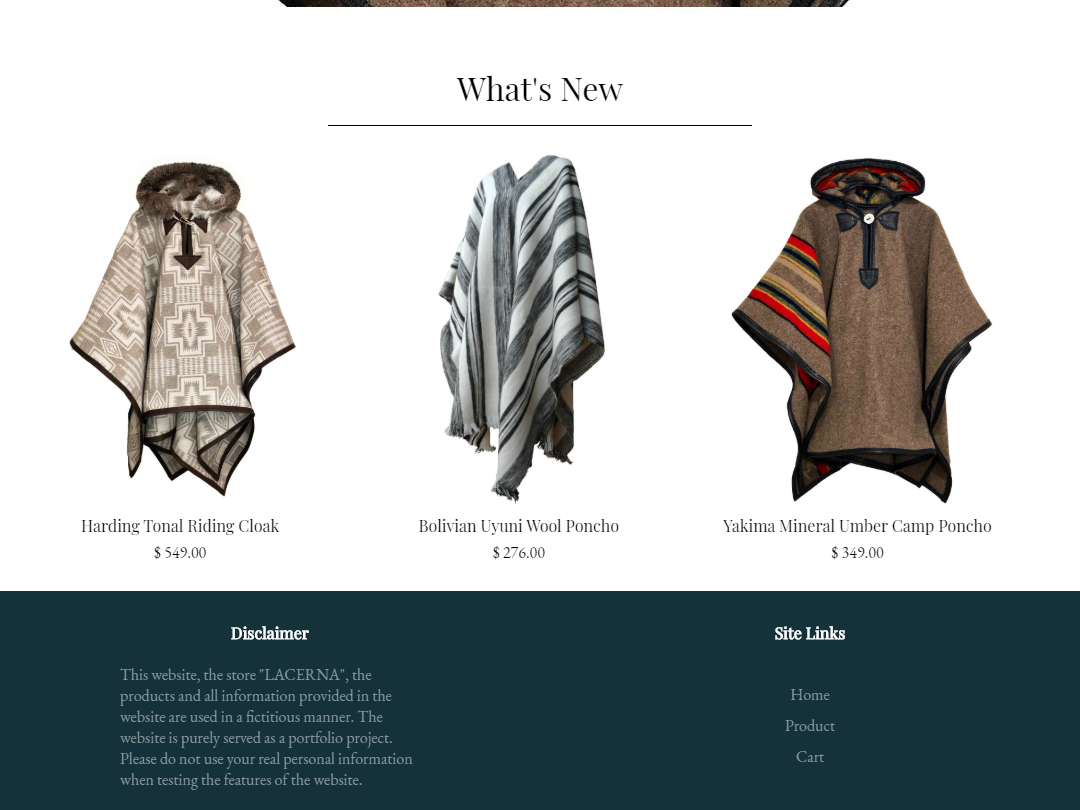 What's New
Harding Tonal Riding Cloak
$ 549.00
Bolivian Uyuni Wool Poncho
$ 276.00
Yakima Mineral Umber Camp Poncho
$ 349.00
Disclaimer
This website, the store "LACERNA", the
products and all information provided in the
website are used in a fictitious manner. The
website is purely served as a portfolio project.
Please do not use your real personal information
when testing the features of the website.
Site Links
Home
Product
Cart